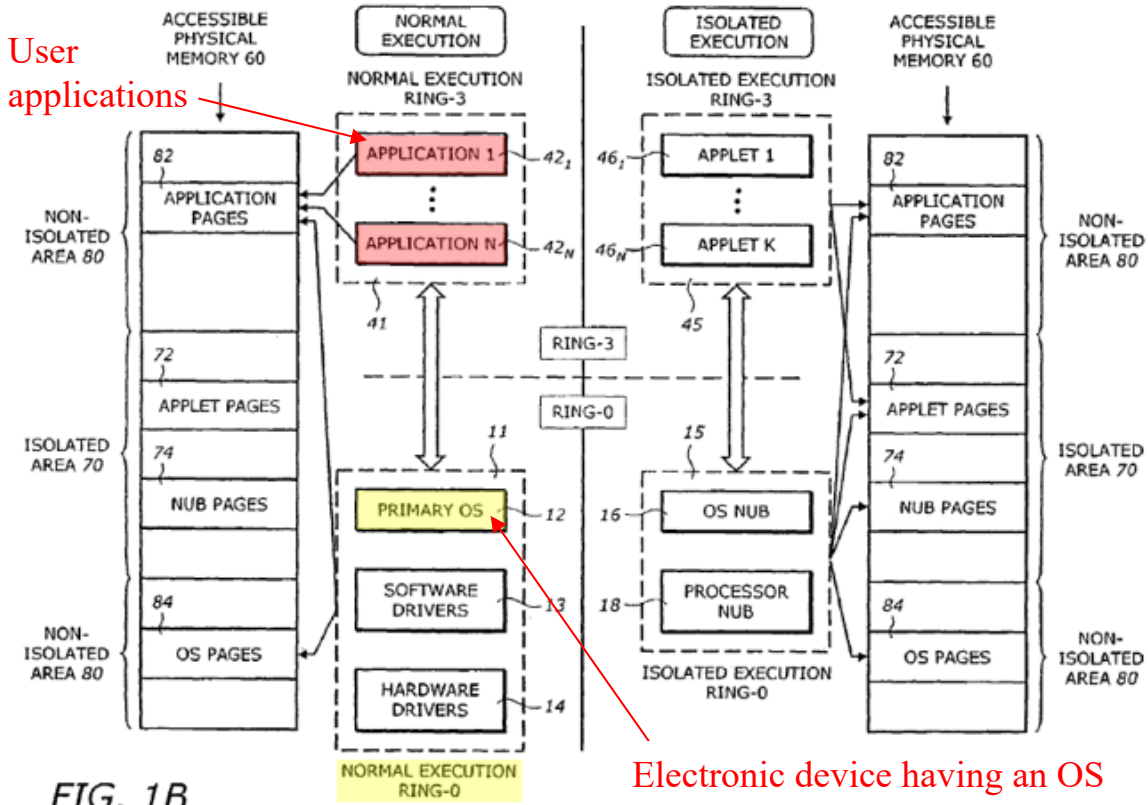 ACCESSIBLE
PHYSICAL
MEMORY 60
NORMAL
EXECUTION
ISOLATED
EXECUTION
ACCESSIBLE
PHYSICAL
MEMORY 60
User
applications
NORMAL EXECUTION
RING-3
ISOLATED EXECUTION
RING-3
82
APPLICATION
PAGES
NON-
ISOLATED
AREA 80
APPLICATION 1
42₁
APPLICATION N
42N
41
APPLET 1
46₁
APPLET K
46N
45
82
APPLICATION
PAGES
NON-
ISOLATED
AREA 80
RING-3
RING-0
72
APPLET PAGES
74
NUB PAGES
ISOLATED
AREA 70
72
APPLET PAGES
74
NUB PAGES
ISOLATED
AREA 70
11
PRIMARY OS
12
SOFTWARE
DRIVERS
13
HARDWARE
DRIVERS
14
15
OS NUB
16
PROCESSOR
NUB
18
84
OS PAGES
NON-
ISOLATED
AREA 80
84
OS PAGES
NON-
ISOLATED
AREA 80
ISOLATED EXECUTION
RING-0
NORMAL EXECUTION
RING-0
Electronic device having an OS
FIG. 1B